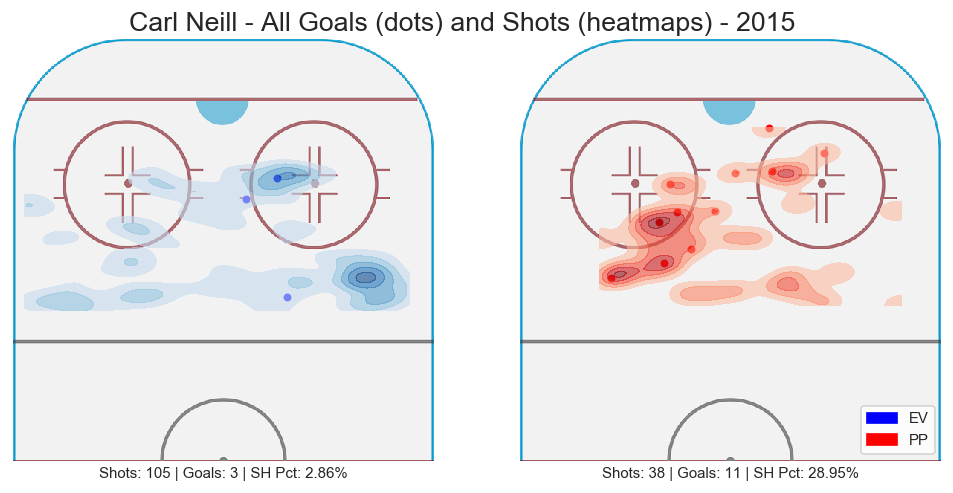 Carl Neill - All Goals (dots) and Shots (heatmaps) - 2015
EV
PP
Shots: 105 | Goals: 3 | SH Pct: 2.86%
Shots: 38 | Goals: 11 | SH Pct: 28.95%